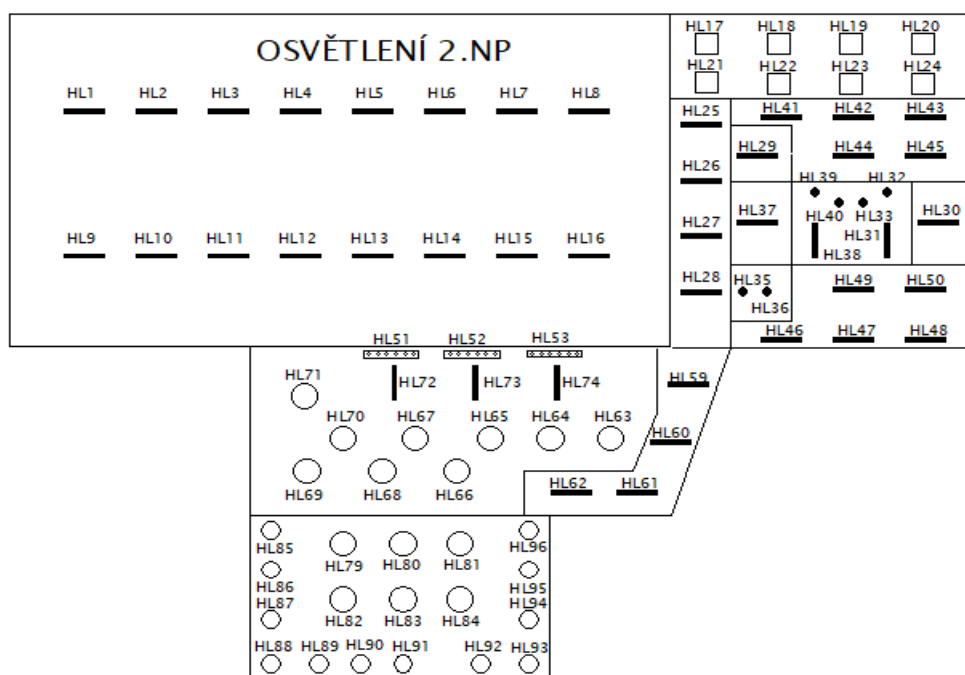 OSVĚTLENÍ 2.NP
HL17 HL18 HL19 HL20
HL21 HL22 HL23 HL24
HL1 HL2 HL3 HL4 HL5 HL6 HL7 HL8
HL25 HL41 HL42 HL43
HL29 HL44 HL45
HL26
HL39 HL32
HL27 HL37 HL40 HL33 HL30
HL31
HL38
HL9 HL10 HL11 HL12 HL13 HL14 HL15 HL16
HL28 HL35 HL49 HL50
HL36
HL46 HL47 HL48
HL51 HL52 HL53
HL71 HL72 HL73 HL74 HL59
HL70 HL67 HL65 HL64 HL63
HL60
HL69 HL68 HL66 HL62 HL61
HL85 HL79 HL80 HL81 HL96
HL86 HL95
HL87 HL94
HL82 HL83 HL84
HL88 HL89 HL90 HL91 HL92 HL93